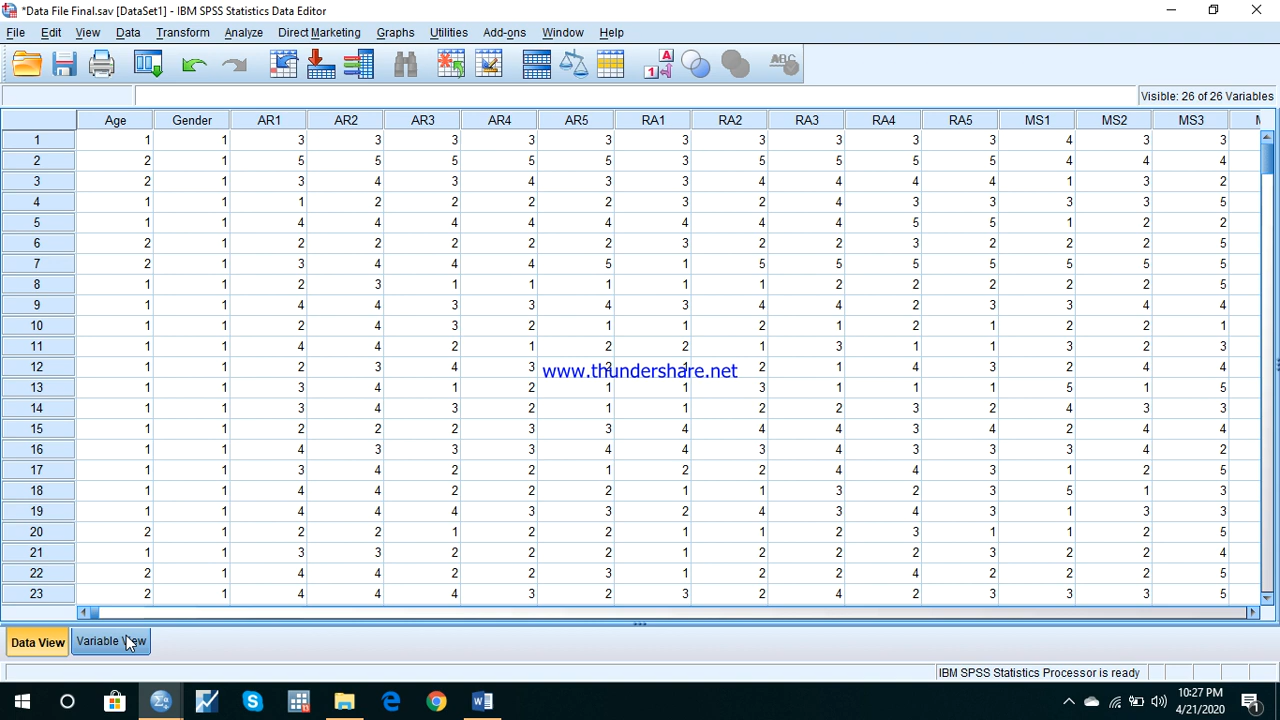 *Data File Final.sav [DataSet1] - IBM SPSS Statistics Data Editor
File Edit View Data Transform Analyze Direct Marketing Graphs Utilities Add-ons Window Help
Visible: 26 of 26 Variables
Age Gender AR1 AR2 AR3 AR4 AR5 RA1 RA2 RA3 RA4 RA5 MS1 MS2 MS3
1 1 1 3 3 3 3 3 3 3 3 3 3 4 3 3
2 2 1 5 5 5 5 5 3 5 5 5 5 4 4 4
3 2 1 3 4 3 4 3 3 4 4 4 4 1 3 2
4 1 1 1 2 2 2 2 3 2 4 3 3 3 3 5
5 1 1 4 4 4 4 4 4 4 4 5 5 1 2 2
6 2 1 2 2 2 2 2 3 2 2 3 2 2 2 5
7 2 1 3 4 4 4 5 1 5 5 5 5 5 5 5
8 1 1 2 3 1 1 1 1 1 2 2 2 2 2 5
9 1 1 4 4 3 3 4 3 4 4 2 3 3 4 4
10 1 1 2 4 3 2 1 1 2 1 2 1 2 2 1
11 1 1 4 4 2 1 2 2 1 3 1 1 3 2 3
12 1 1 2 3 4 3 2 1 2 1 4 3 2 4 4
www.thundershare.net
13 1 1 3 4 1 2 1 1 3 1 1 1 5 1 5
14 1 1 3 4 3 2 1 1 2 2 3 2 4 3 3
15 1 1 2 2 2 3 3 4 4 4 3 4 2 4 4
16 1 1 4 3 3 3 4 4 3 4 3 3 3 4 2
17 1 1 3 4 2 2 1 2 2 4 4 3 1 2 5
18 1 1 4 4 2 2 2 1 1 3 2 3 5 1 3
19 1 1 4 4 4 3 3 2 4 3 4 3 1 3 3
20 2 1 2 2 1 2 2 1 2 2 3 1 1 2 5
21 1 1 3 3 2 2 2 1 2 2 2 3 2 2 4
22 2 1 4 4 2 2 3 1 2 2 4 2 2 2 5
23 2 1 4 4 4 3 2 3 2 4 2 3 3 3 5
Data View Variable View
IBM SPSS Statistics Processor is ready
10:27 PM
4/21/2020